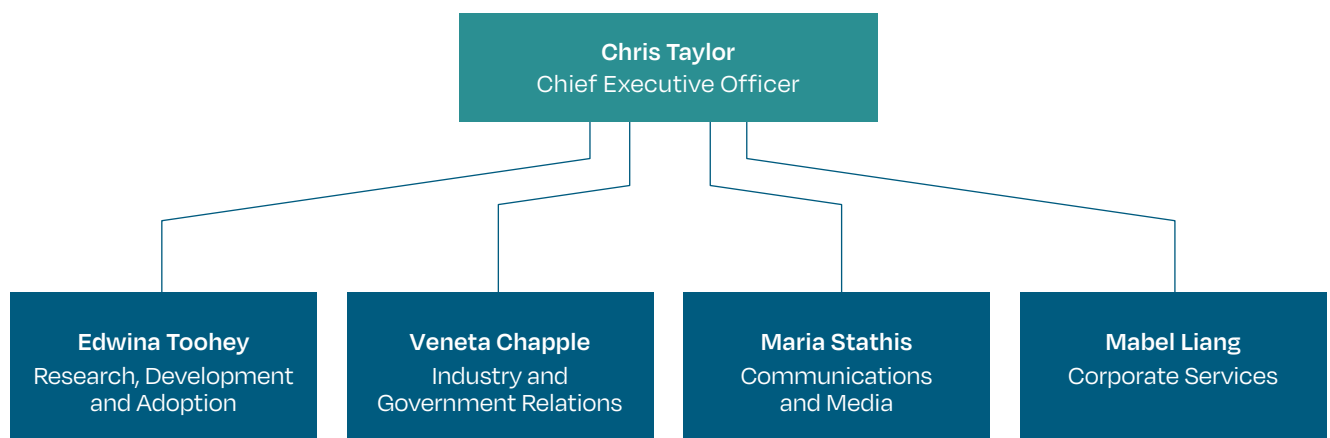 Chris Taylor
Chief Executive Officer
Edwina Toohey
Research, Development
and Adoption
Veneta Chapple
Industry and
Government Relations
Maria Stathis
Communications
and Media
Mabel Liang
Corporate Services